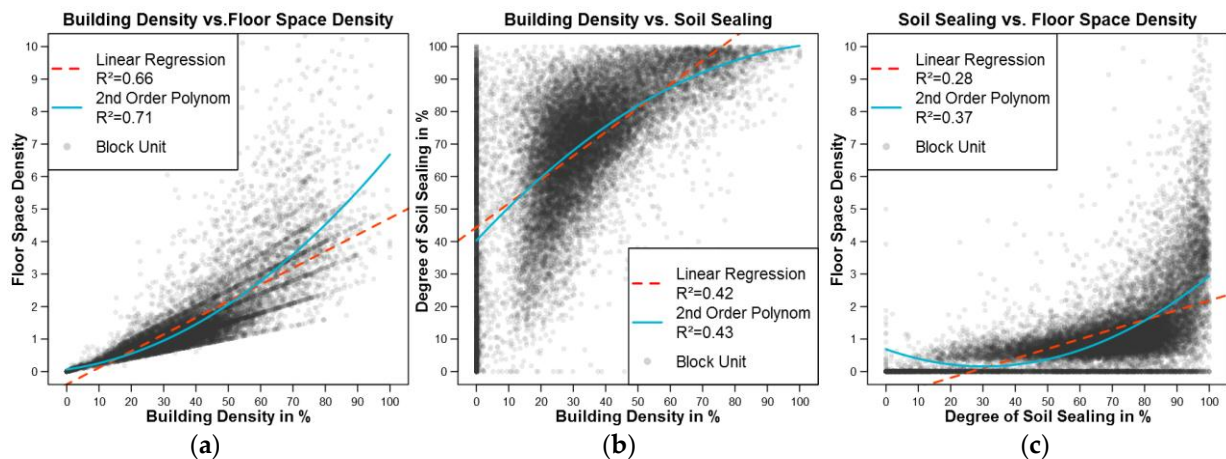 Building Density vs.Floor Space Density
10
9
8
7
6
5
4
3
2
1
0
Floor Space Density
Linear Regression
R²=0.66
2nd Order Polynom
R²=0.71
Block Unit
0 10 20 30 40 50 60 70 80 90 100
Building Density in %
(a)
Building Density vs. Soil Sealing
100
90
80
70
60
50
40
30
20
10
0
Degree of Soil Sealing in %
Linear Regression
R²=0.42
2nd Order Polynom
R²=0.43
Block Unit
0 10 20 30 40 50 60 70 80 90 100
Building Density in %
(b)
Soil Sealing vs. Floor Space Density
10
9
8
7
6
5
4
3
2
1
0
Floor Space Density
Linear Regression
R²=0.28
2nd Order Polynom
R²=0.37
Block Unit
0 10 20 30 40 50 60 70 80 90 100
Degree of Soil Sealing in %
(c)